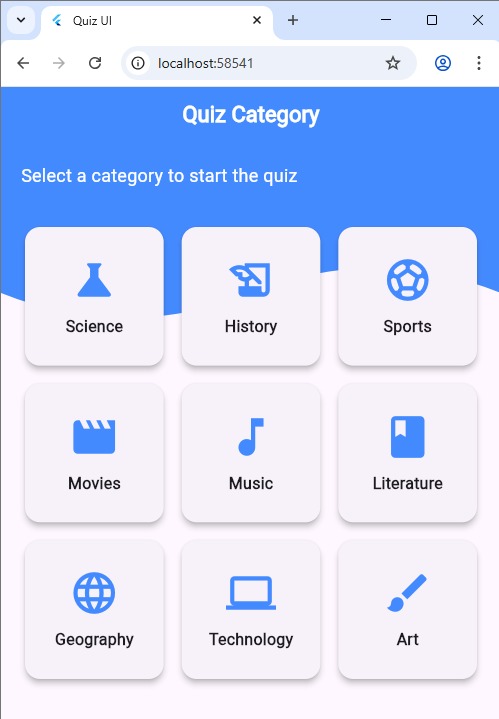 Quiz UI
localhost:58541
Quiz Category
Select a category to start the quiz
Science
History
Sports
Movies
Music
Literature
Geography
Technology
Art